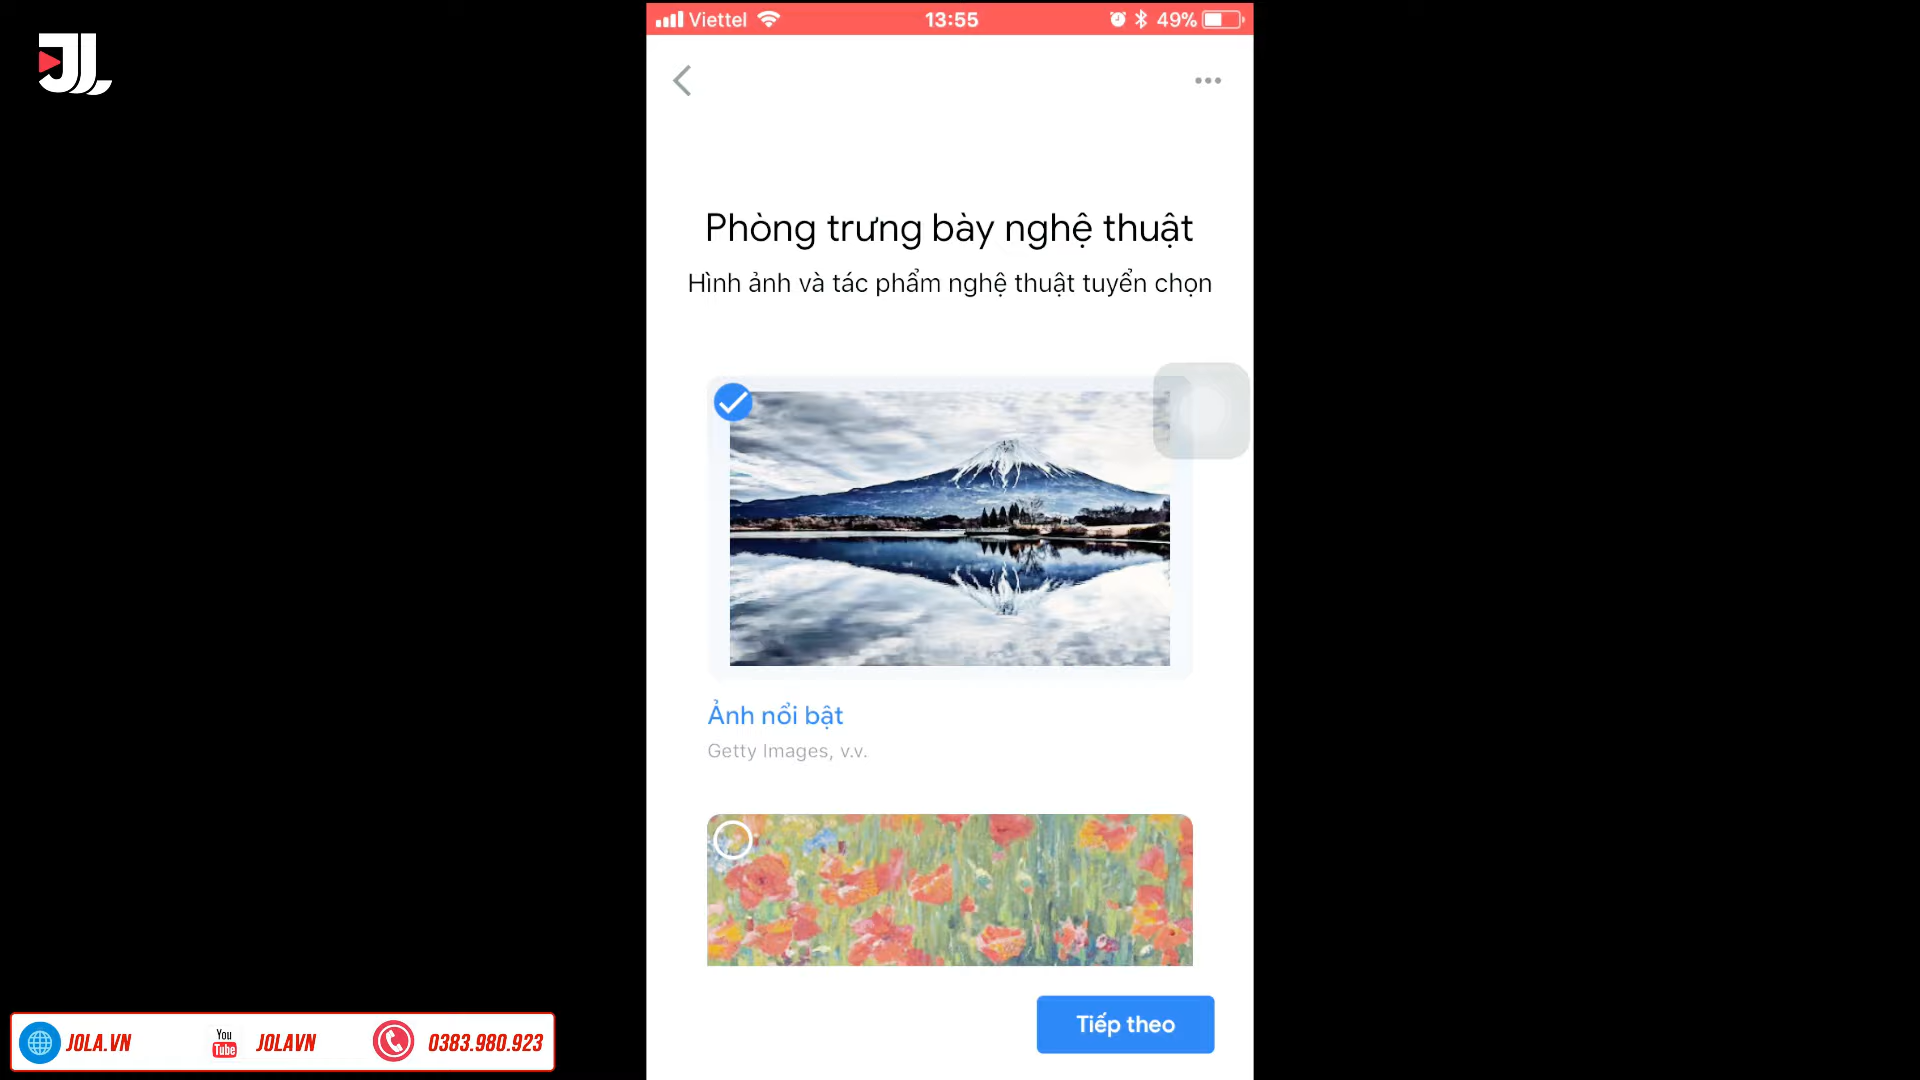 Viettel 13:55 49%
Phòng trưng bày nghệ thuật
Hình ảnh và tác phẩm nghệ thuật tuyển chọn
Ảnh nổi bật
Getty Images, v.v.
Tiếp theo
JOLA.VN You Tube JOLAVN 0383.980.923